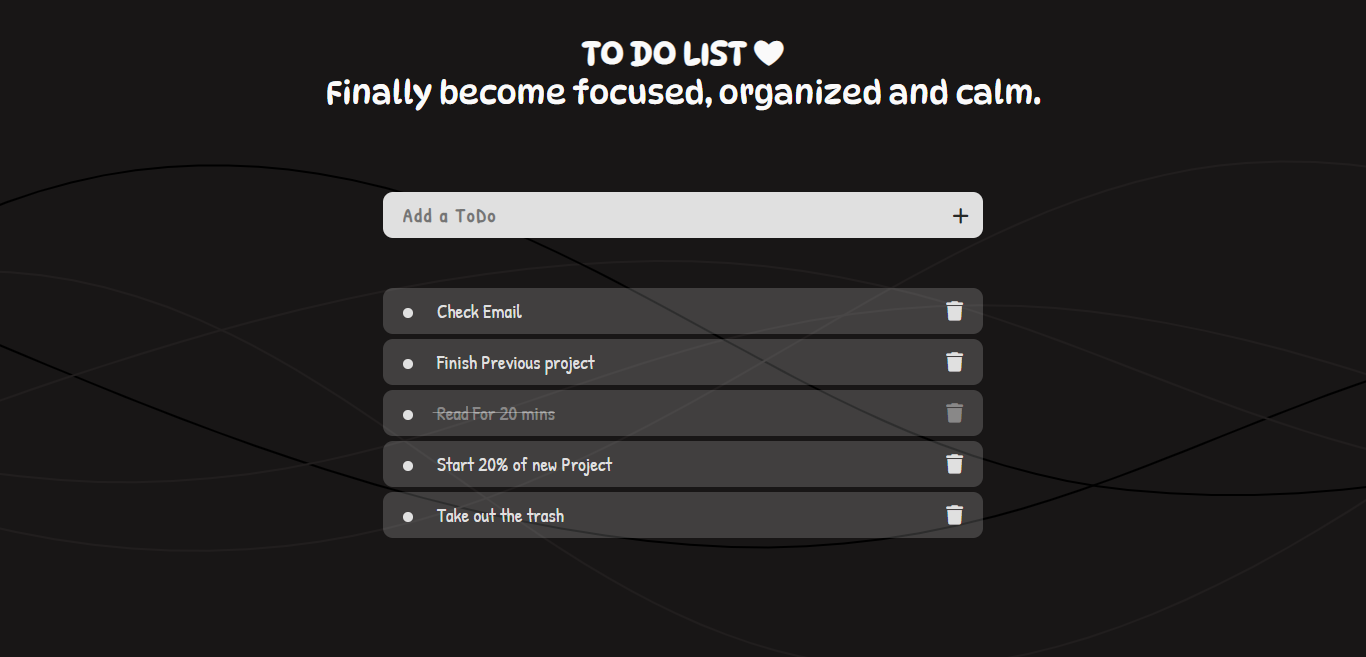 TO DO LIST
Finally become focused, organized and calm.
Add a ToDo
Check Email
Finish Previous project
Read For 20 mins
Start 20% of new Project
Take out the trash